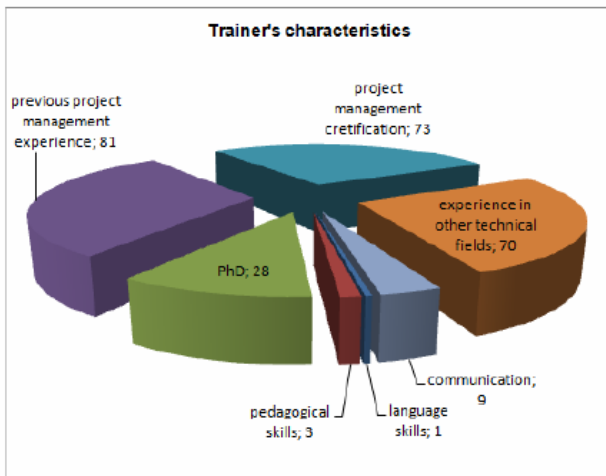 Trainer's characteristics
previous project
management
experience; 81
project
management
cretification; 73
experience in
other technical
fields; 70
PhD; 28
communication;
9
pedagogical
skills; 3
language
skills; 1